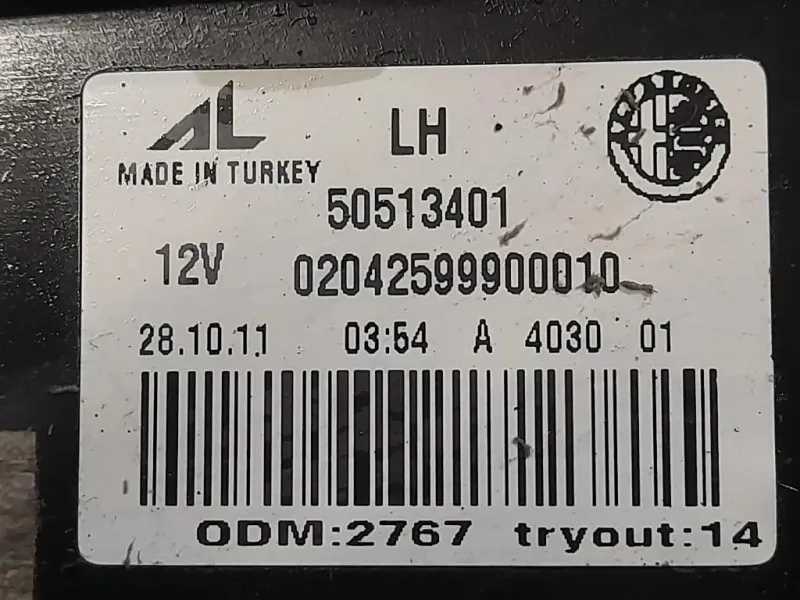 AL LH
MADE IN TURKEY
50513401
12V 02042599900010
28.10.11 03:54 A 4030 01
ODM:2767 tryout:14